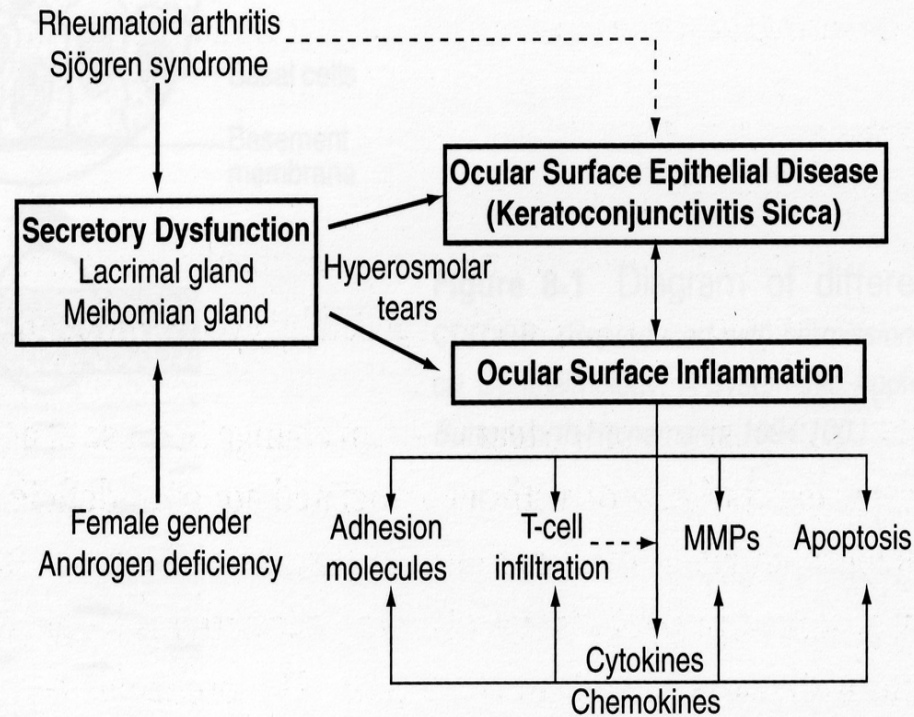 Rheumatoid arthritis
Sjögren syndrome
Basal cells
Basement
membrane
Ocular Surface Epithelial Disease
(Keratoconjunctivitis Sicca)
Secretory Dysfunction
Lacrimal gland
Meibomian gland
Hyperosmolar
tears
Figure 8-1 Diagram of
Ocular Surface Inflammation
Female gender
Androgen deficiency
Adhesion
molecules
T-cell
infiltration
MMPs
Apoptosis
Cytokines
Chemokines